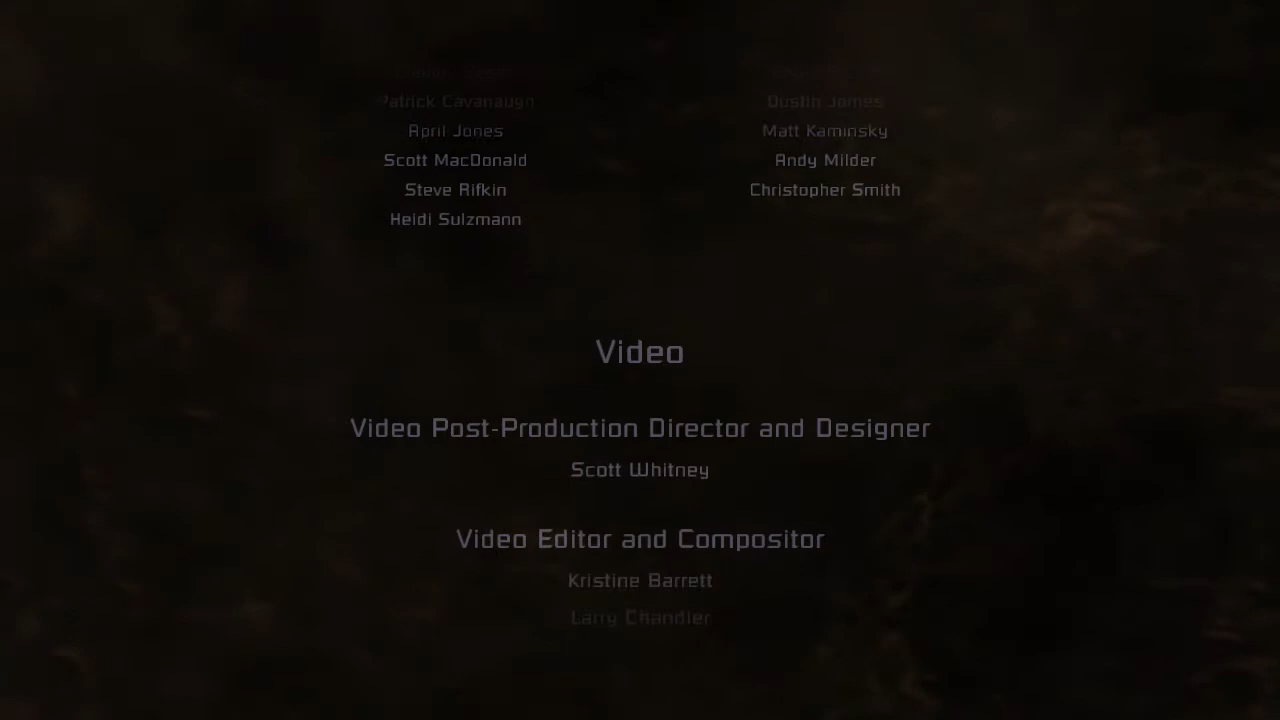 Patrick Cavanaugh Dustin James
April Jones Matt Kaminsky
Scott MacDonald Andy Milder
Steve Rifkin Christopher Smith
Heidi Sulzmann
Video
Video Post-Production Director and Designer
Scott Whitney
Video Editor and Compositor
Kristine Barrett
Larry Chandler